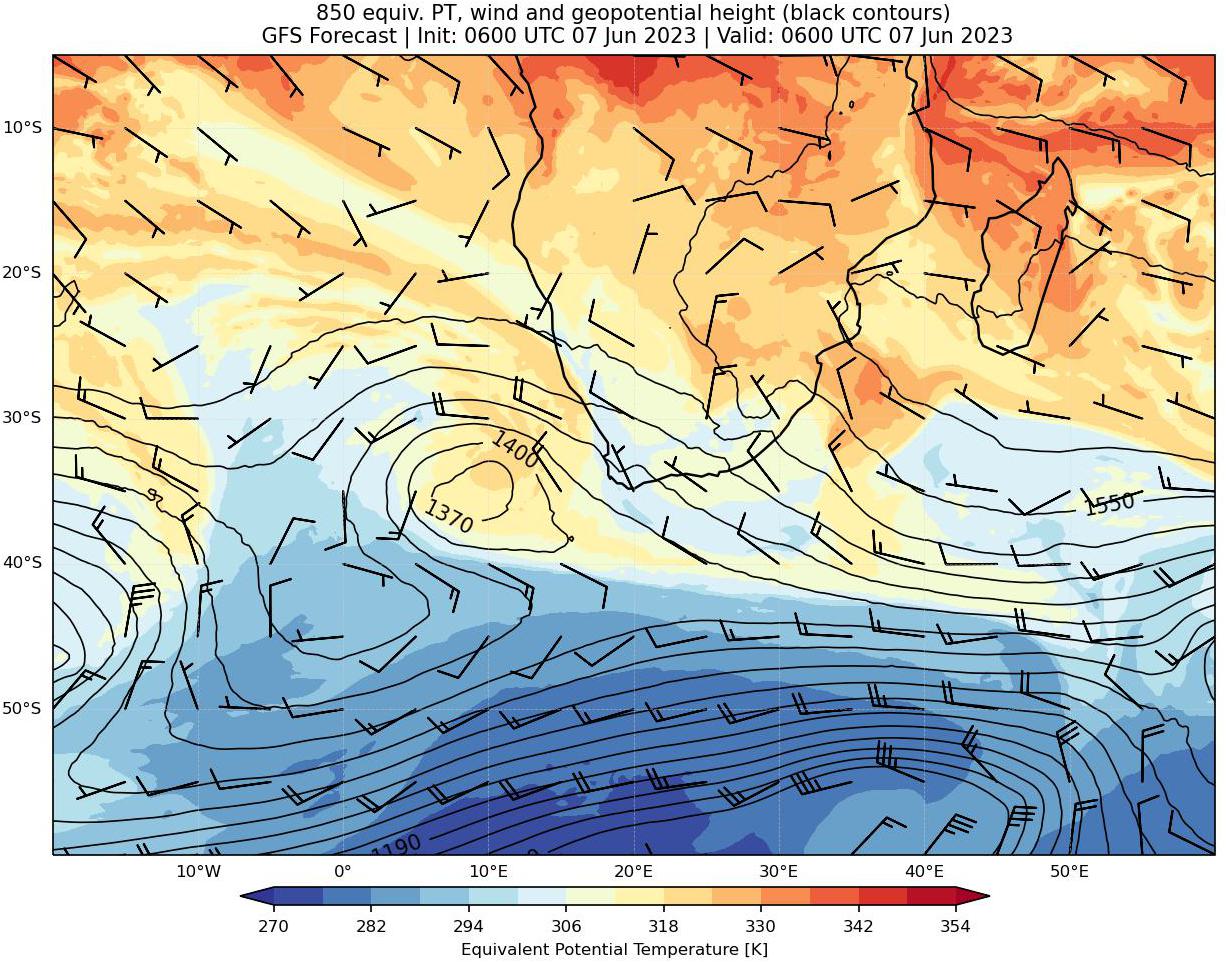 850 equiv. PT, wind and geopotential height (black contours)
GFS Forecast | Init: 0600 UTC 07 Jun 2023 | Valid: 0600 UTC 07 Jun 2023
10°S
20°S
30°S
1400
1370
1550
40°S
50°S
1190
10°W
0°
10°E
20°E
30°E
40°E
50°E
270
282
294
306
318
330
342
354
Equivalent Potential Temperature [K]